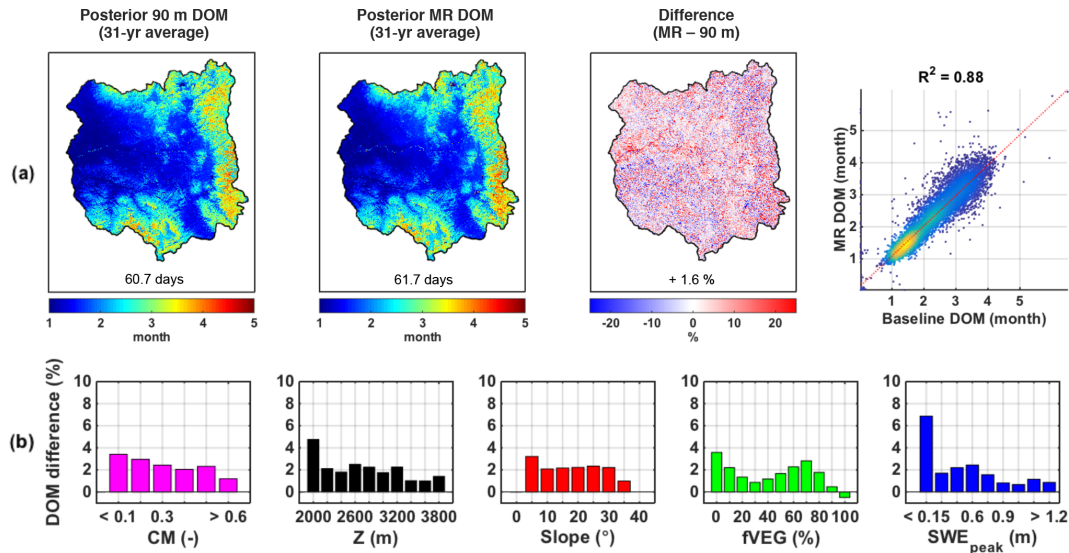 Posterior 90 m DOM
(31-yr average)
Posterior MR DOM
(31-yr average)
Difference
(MR – 90 m)
(a)
60.7 days
61.7 days
+ 1.6 %
1 2 3 4 5
month
1 2 3 4 5
month
-20 -10 0 10 20
%
R² = 0.88
MR DOM (month)
5
4
3
2
1
1 2 3 4 5
Baseline DOM (month)
(b)
DOM difference (%)
10
8
6
4
2
0
< 0.1 0.3 > 0.6
CM (-)
10
8
6
4
2
0
2000 2600 3200 3800
Z (m)
10
8
6
4
2
0
0 10 20 30 40
Slope (°)
10
8
6
4
2
0
0 20 40 60 80 100
fVEG (%)
10
8
6
4
2
0
< 0.15 0.6 0.9 > 1.2
SWEpeak (m)